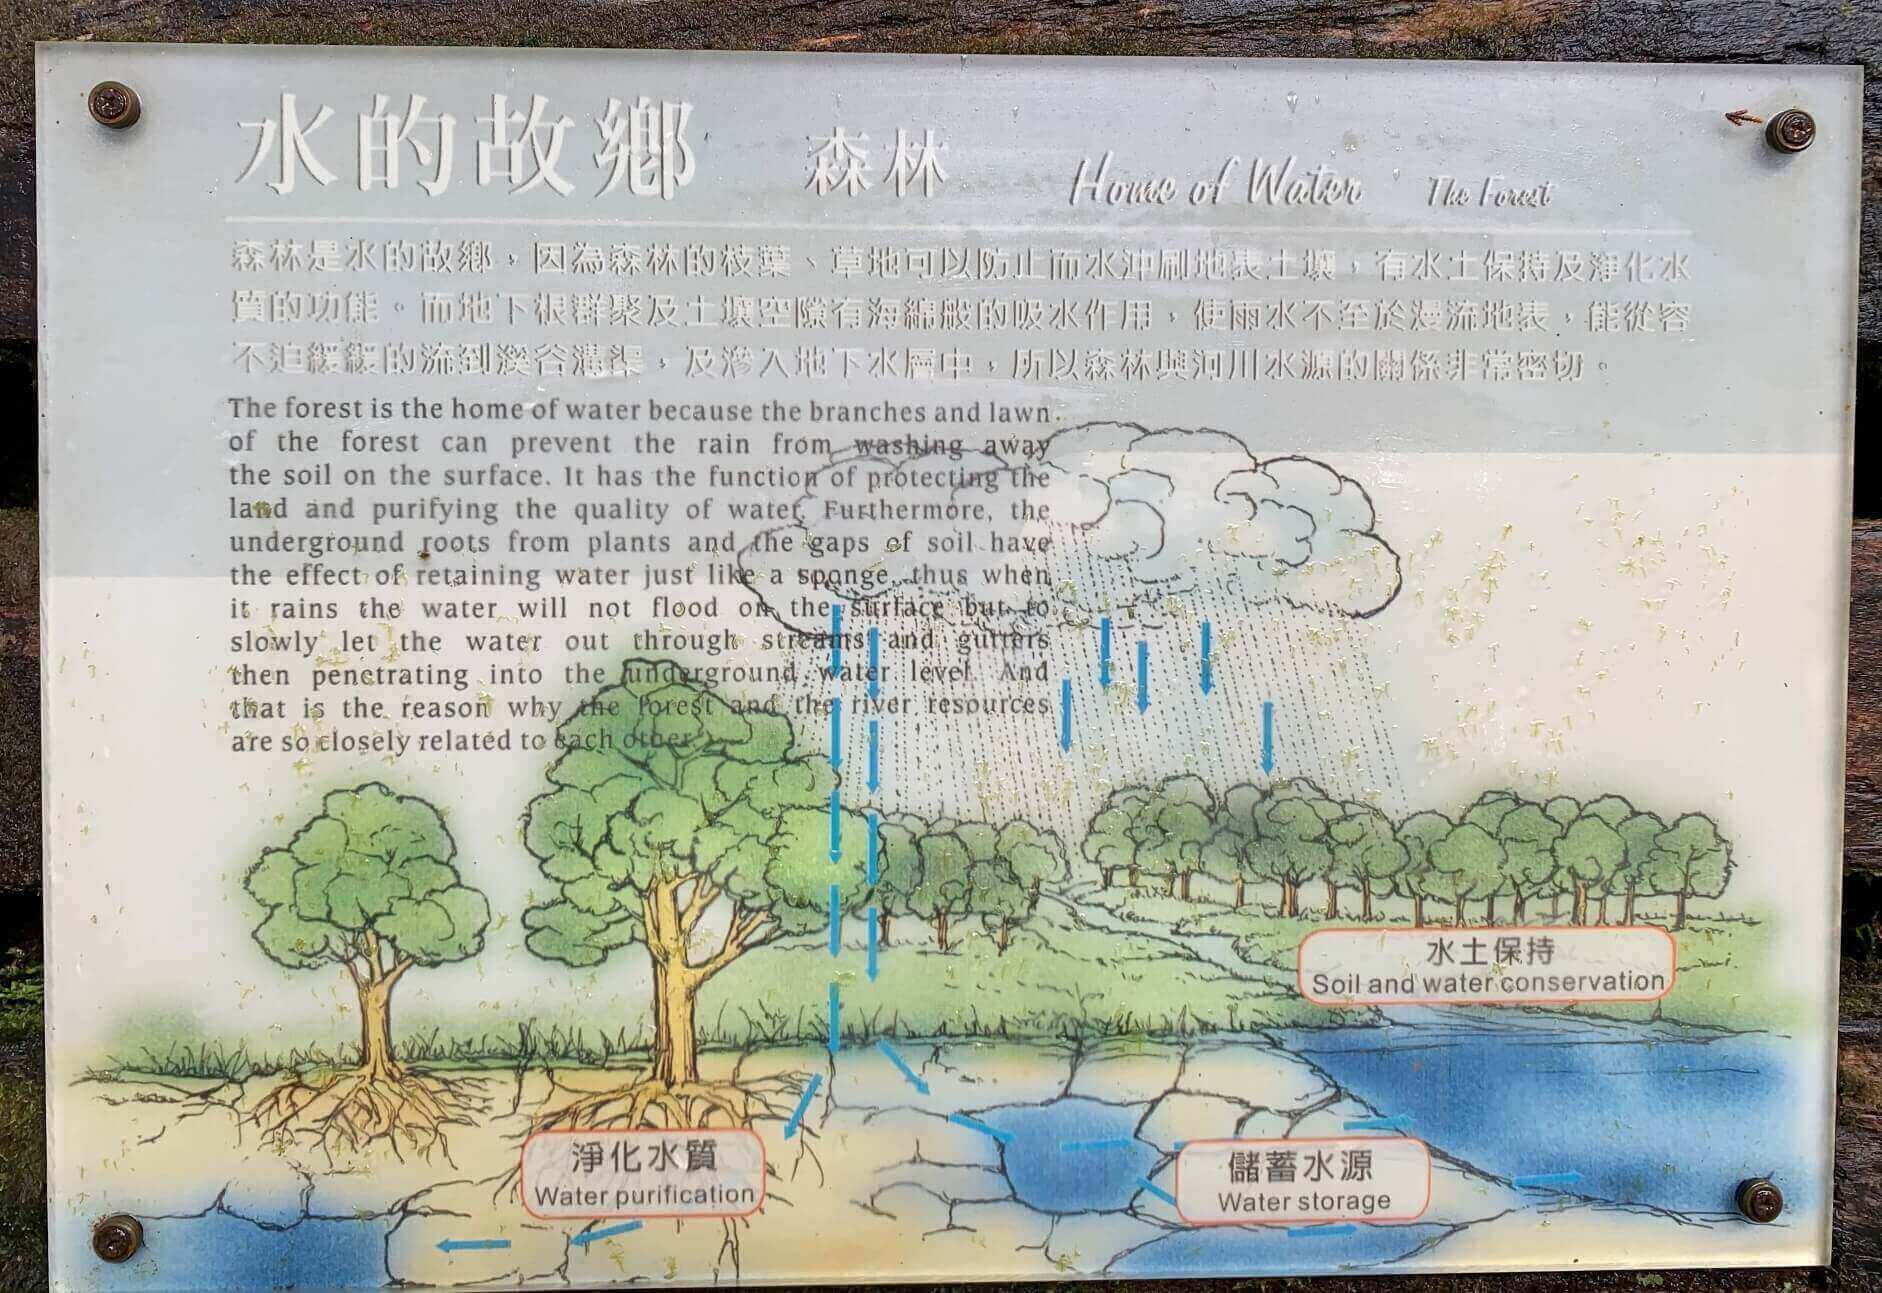 水的故鄉 森林 Home of Water The Forest
森林是水的故鄉，因為森林的枝葉、草地可以防止雨水沖刷地表土壤，有水土保持及淨化水
質的功能。而地下根群聚及土壤空隙有海綿般的吸水作用，使雨水不至於漫流地表，能從容
不迫緩緩的流到溪谷溝渠，及滲入地下水層中，所以森林與河川水源的關係非常密切。
The forest is the home of water because the branches and lawn
of the forest can prevent the rain from washing away
the soil on the surface. It has the function of protecting the
land and purifying the quality of water. Furthermore, the
underground roots from plants and the gaps of soil have
the effect of retaining water just like a sponge, thus when
it rains the water will not flood on the surface but to
slowly let the water out through streams and gutters
then penetrating into the underground water level. And
that is the reason why the forest and the river resources
are so closely related to each other.
水土保持
Soil and water conservation
淨化水質
Water purification
儲蓄水源
Water storage